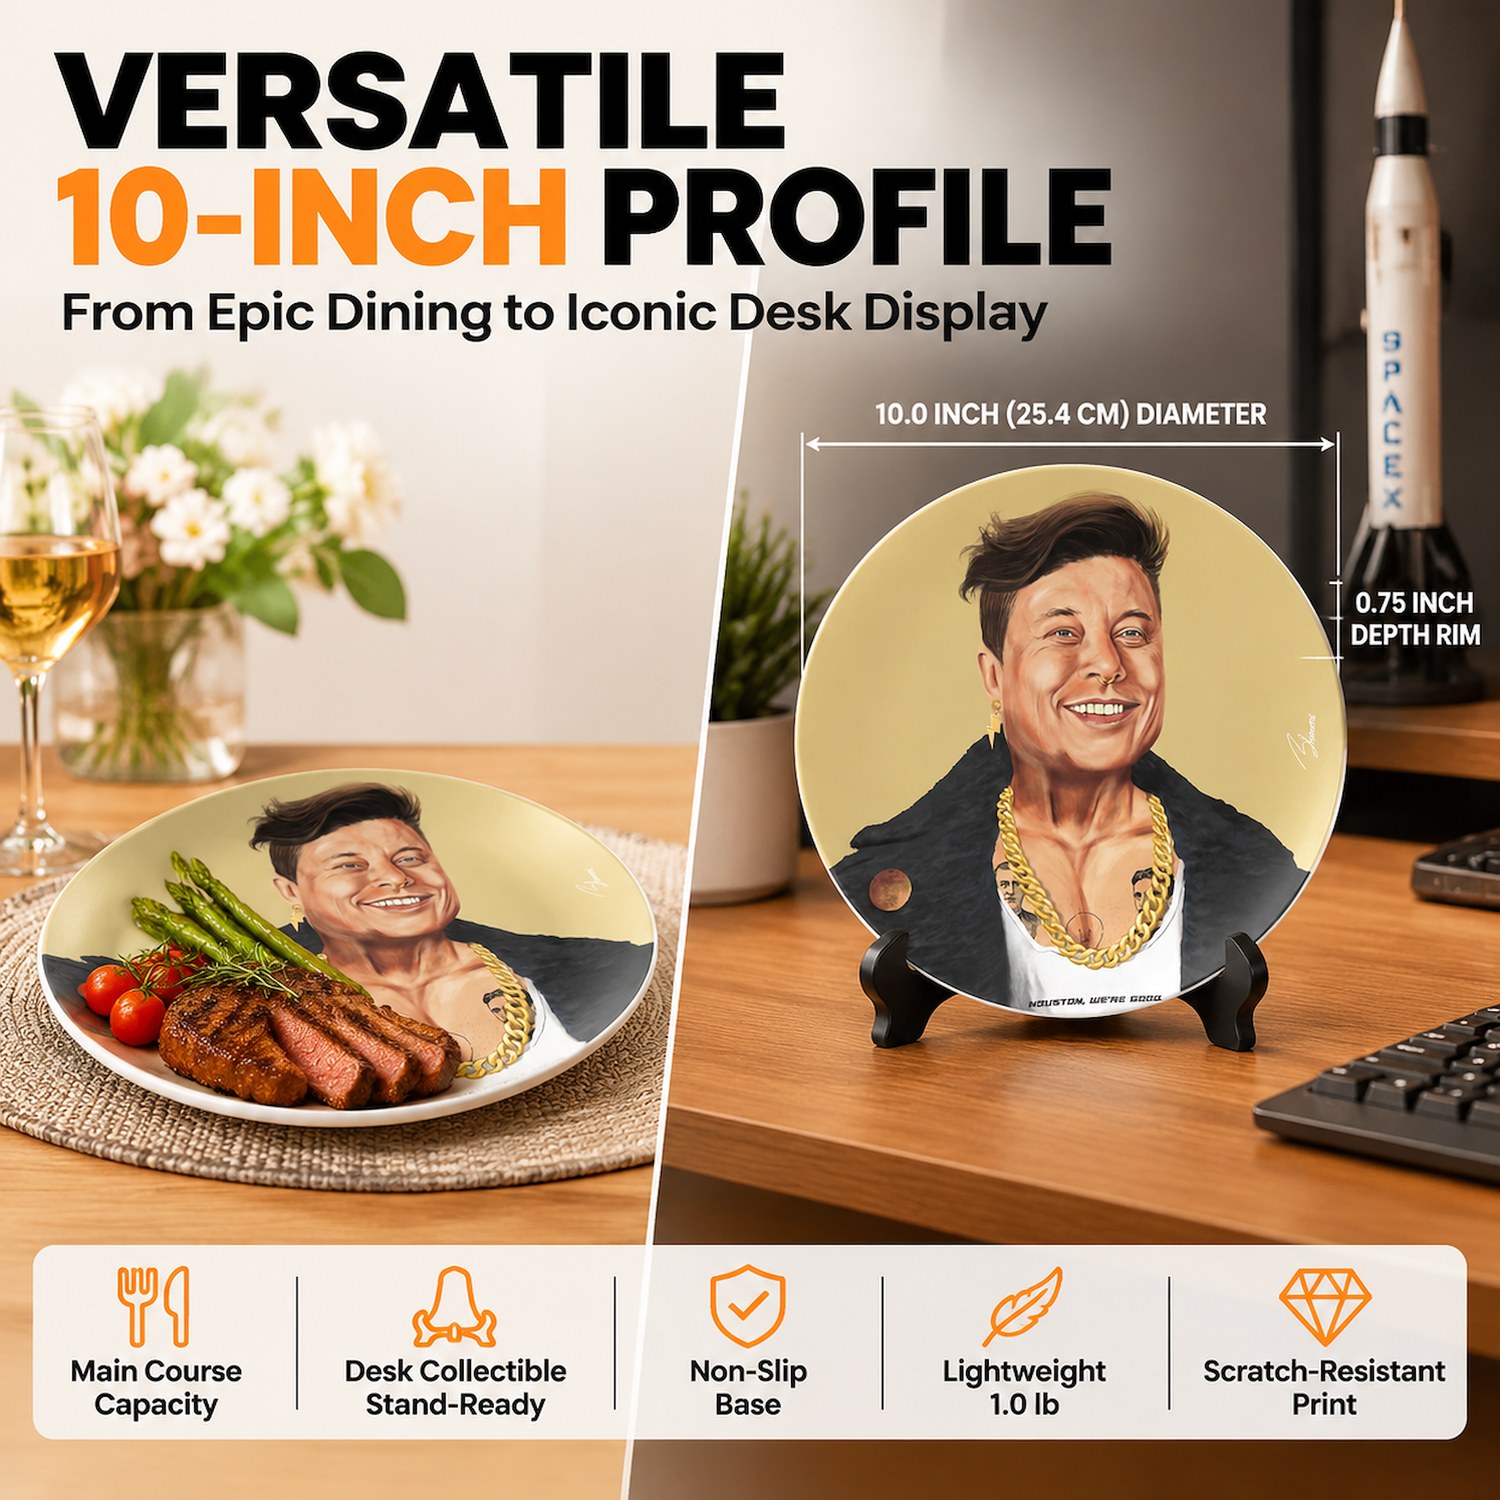 VERSATILE
10-INCH PROFILE
From Epic Dining to Iconic Desk Display
10.0 INCH (25.4 CM) DIAMETER
0.75 INCH
DEPTH RIM
SPACEX
HOUSTON, WE'RE GOOD
Main Course
Capacity
Desk Collectible
Stand-Ready
Non-Slip
Base
Lightweight
1.0 lb
Scratch-Resistant
Print